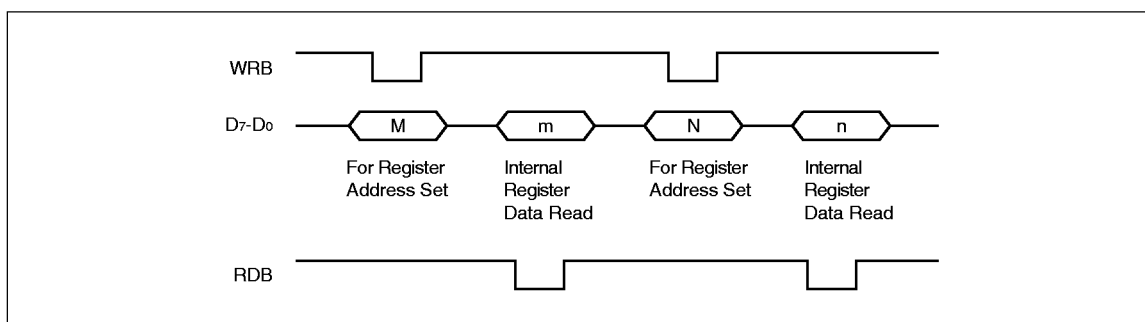 WRB
D7-D0
M
m
N
n
For Register
Address Set
Internal
Register
Data Read
For Register
Address Set
Internal
Register
Data Read
RDB